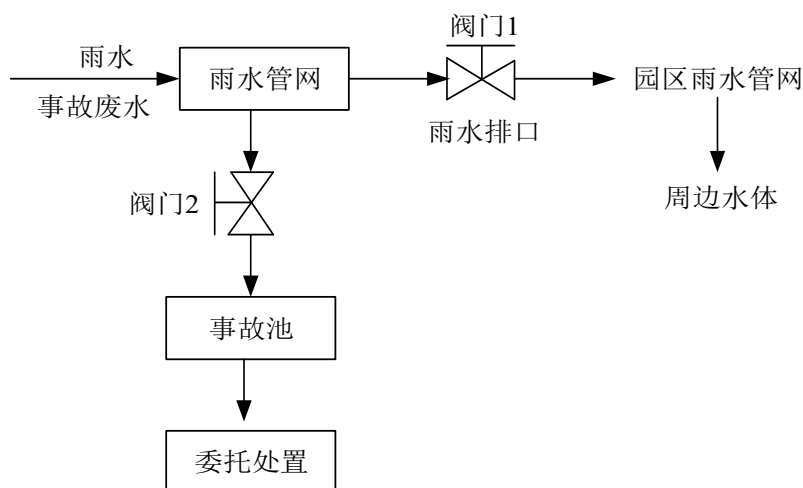 雨水
事故废水
雨水管网
阀门1
雨水排口
园区雨水管网
周边水体
阀门2
事故池
委托处置